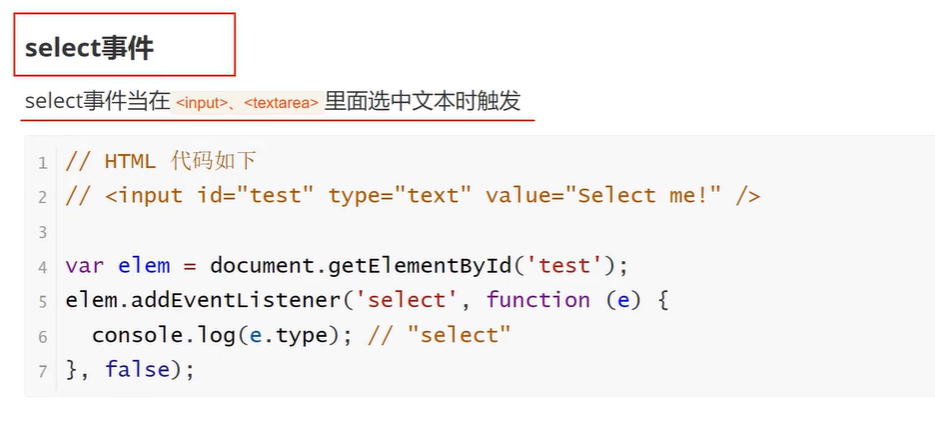 select事件
select事件当在<input>、<textarea>里面选中文本时触发
1 // HTML 代码如下
2 // <input id="test" type="text" value="Select me!" />
3
4 var elem = document.getElementById('test');
5 elem.addEventListener('select', function (e) {
6   console.log(e.type); // "select"
7 }, false);